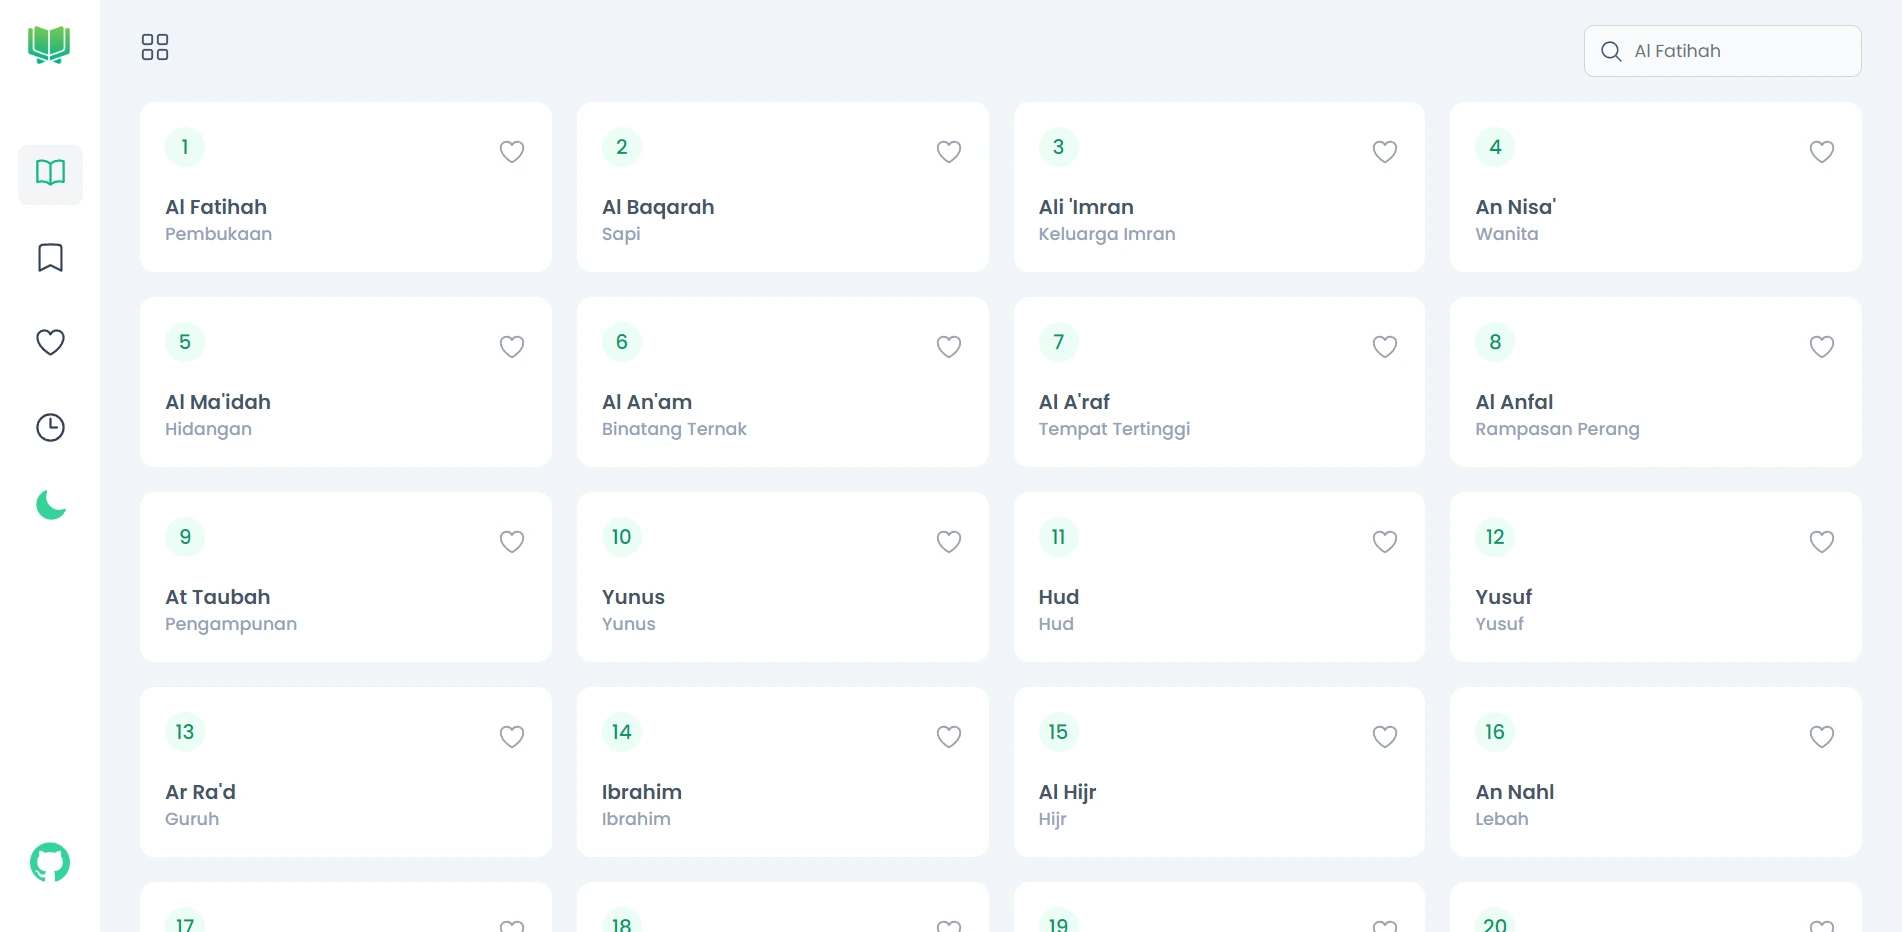 Al Fatihah
1
Al Fatihah
Pembukaan
2
Al Baqarah
Sapi
3
Ali 'Imran
Keluarga Imran
4
An Nisa'
Wanita
5
Al Ma'idah
Hidangan
6
Al An'am
Binatang Ternak
7
Al A'raf
Tempat Tertinggi
8
Al Anfal
Rampasan Perang
9
At Taubah
Pengampunan
10
Yunus
Yunus
11
Hud
Hud
12
Yusuf
Yusuf
13
Ar Ra'd
Guruh
14
Ibrahim
Ibrahim
15
Al Hijr
Hijr
16
An Nahl
Lebah
17
18
19
20